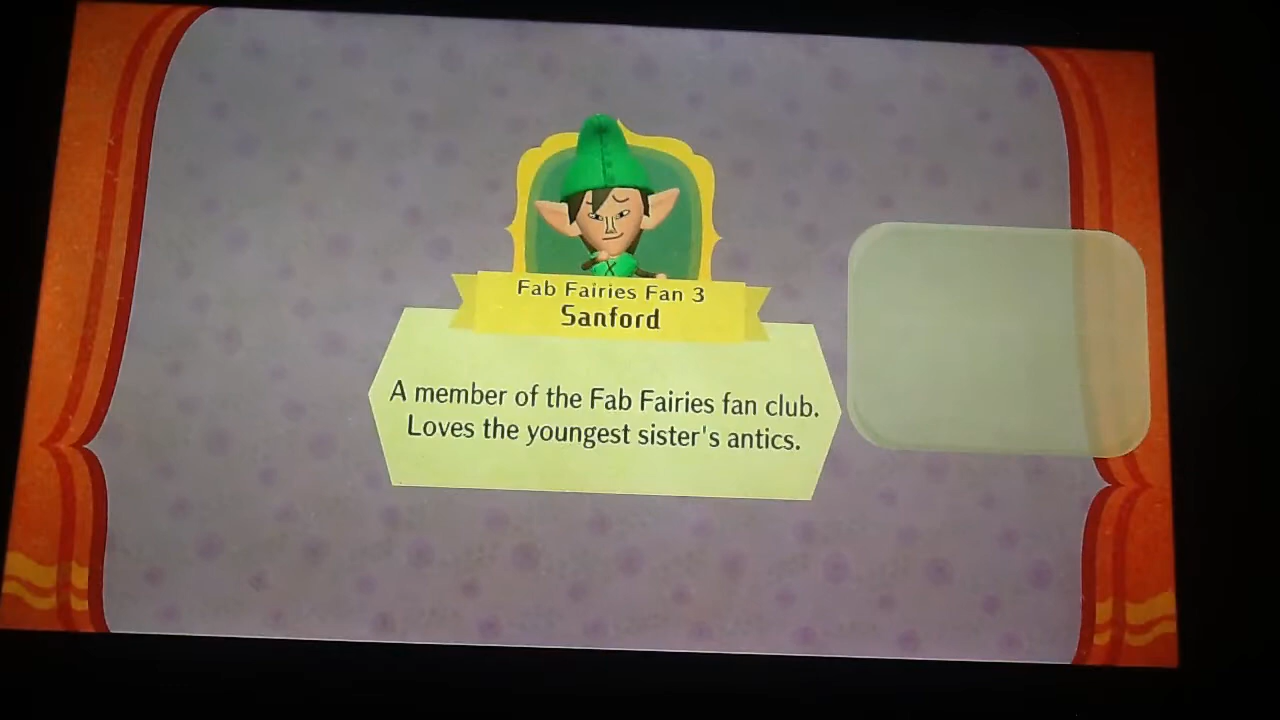 Fab Fairies Fan 3
Sanford
A member of the Fab Fairies fan club.
Loves the youngest sister's antics.